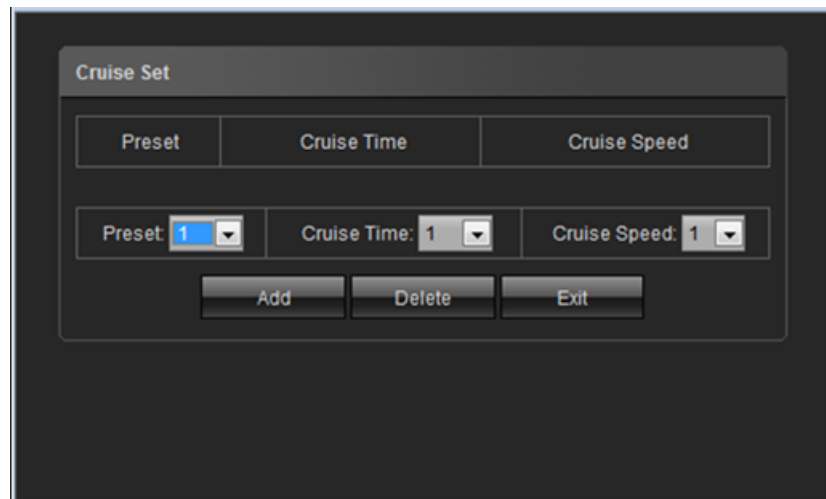 Cruise Set
Preset Cruise Time Cruise Speed
Preset: 1 Cruise Time: 1 Cruise Speed: 1
Add Delete Exit